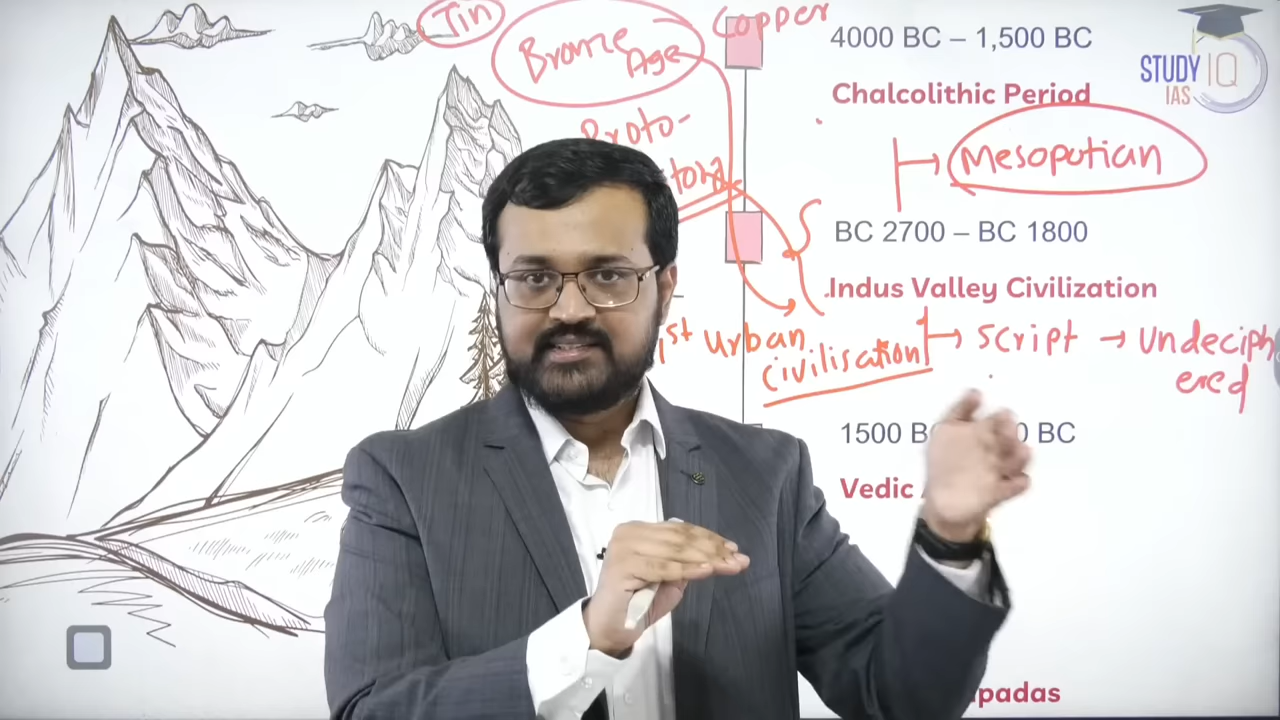 Tin
Bronze
Age
Copper
4000 BC – 1,500 BC
STUDY IQ
IAS
Chalcolithic Period
Proto-
Mesopotian
BC 2700 – BC 1800
Indus Valley Civilization
1st Urban
civilisation
script → Undeciph
ered
1500 B
0 BC
Vedic
padas